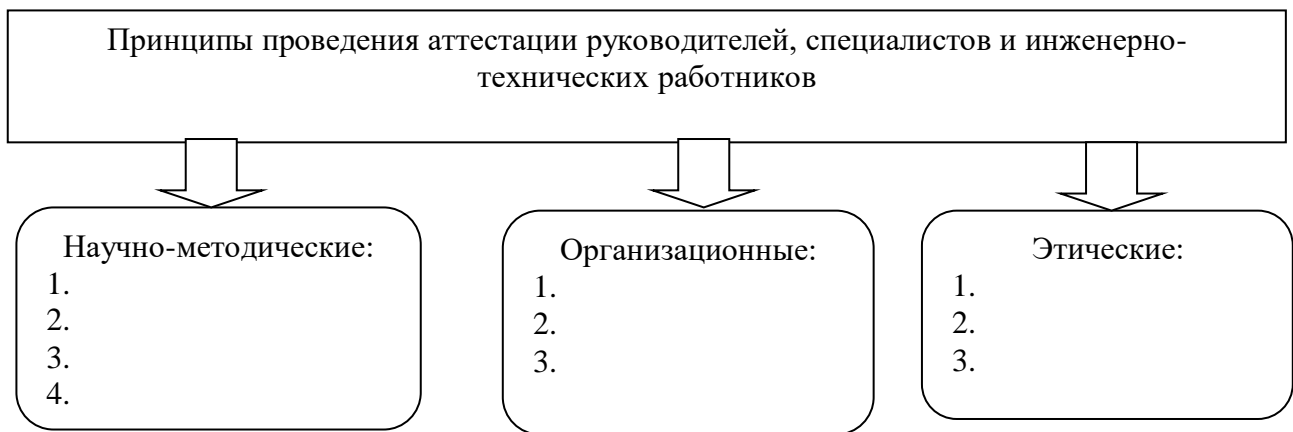 Принципы проведения аттестации руководителей, специалистов и инженерно-
технических работников
Научно-методические:
1.
2.
3.
4.
Организационные:
1.
2.
3.
Этические:
1.
2.
3.